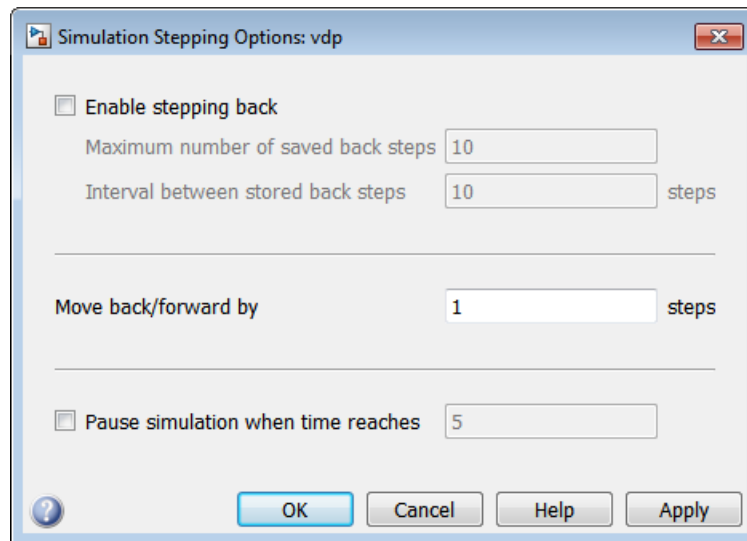 Simulation Stepping Options: vdp
Enable stepping back
Maximum number of saved back steps 10
Interval between stored back steps 10 steps
Move back/forward by 1 steps
Pause simulation when time reaches 5
? OK Cancel Help Apply